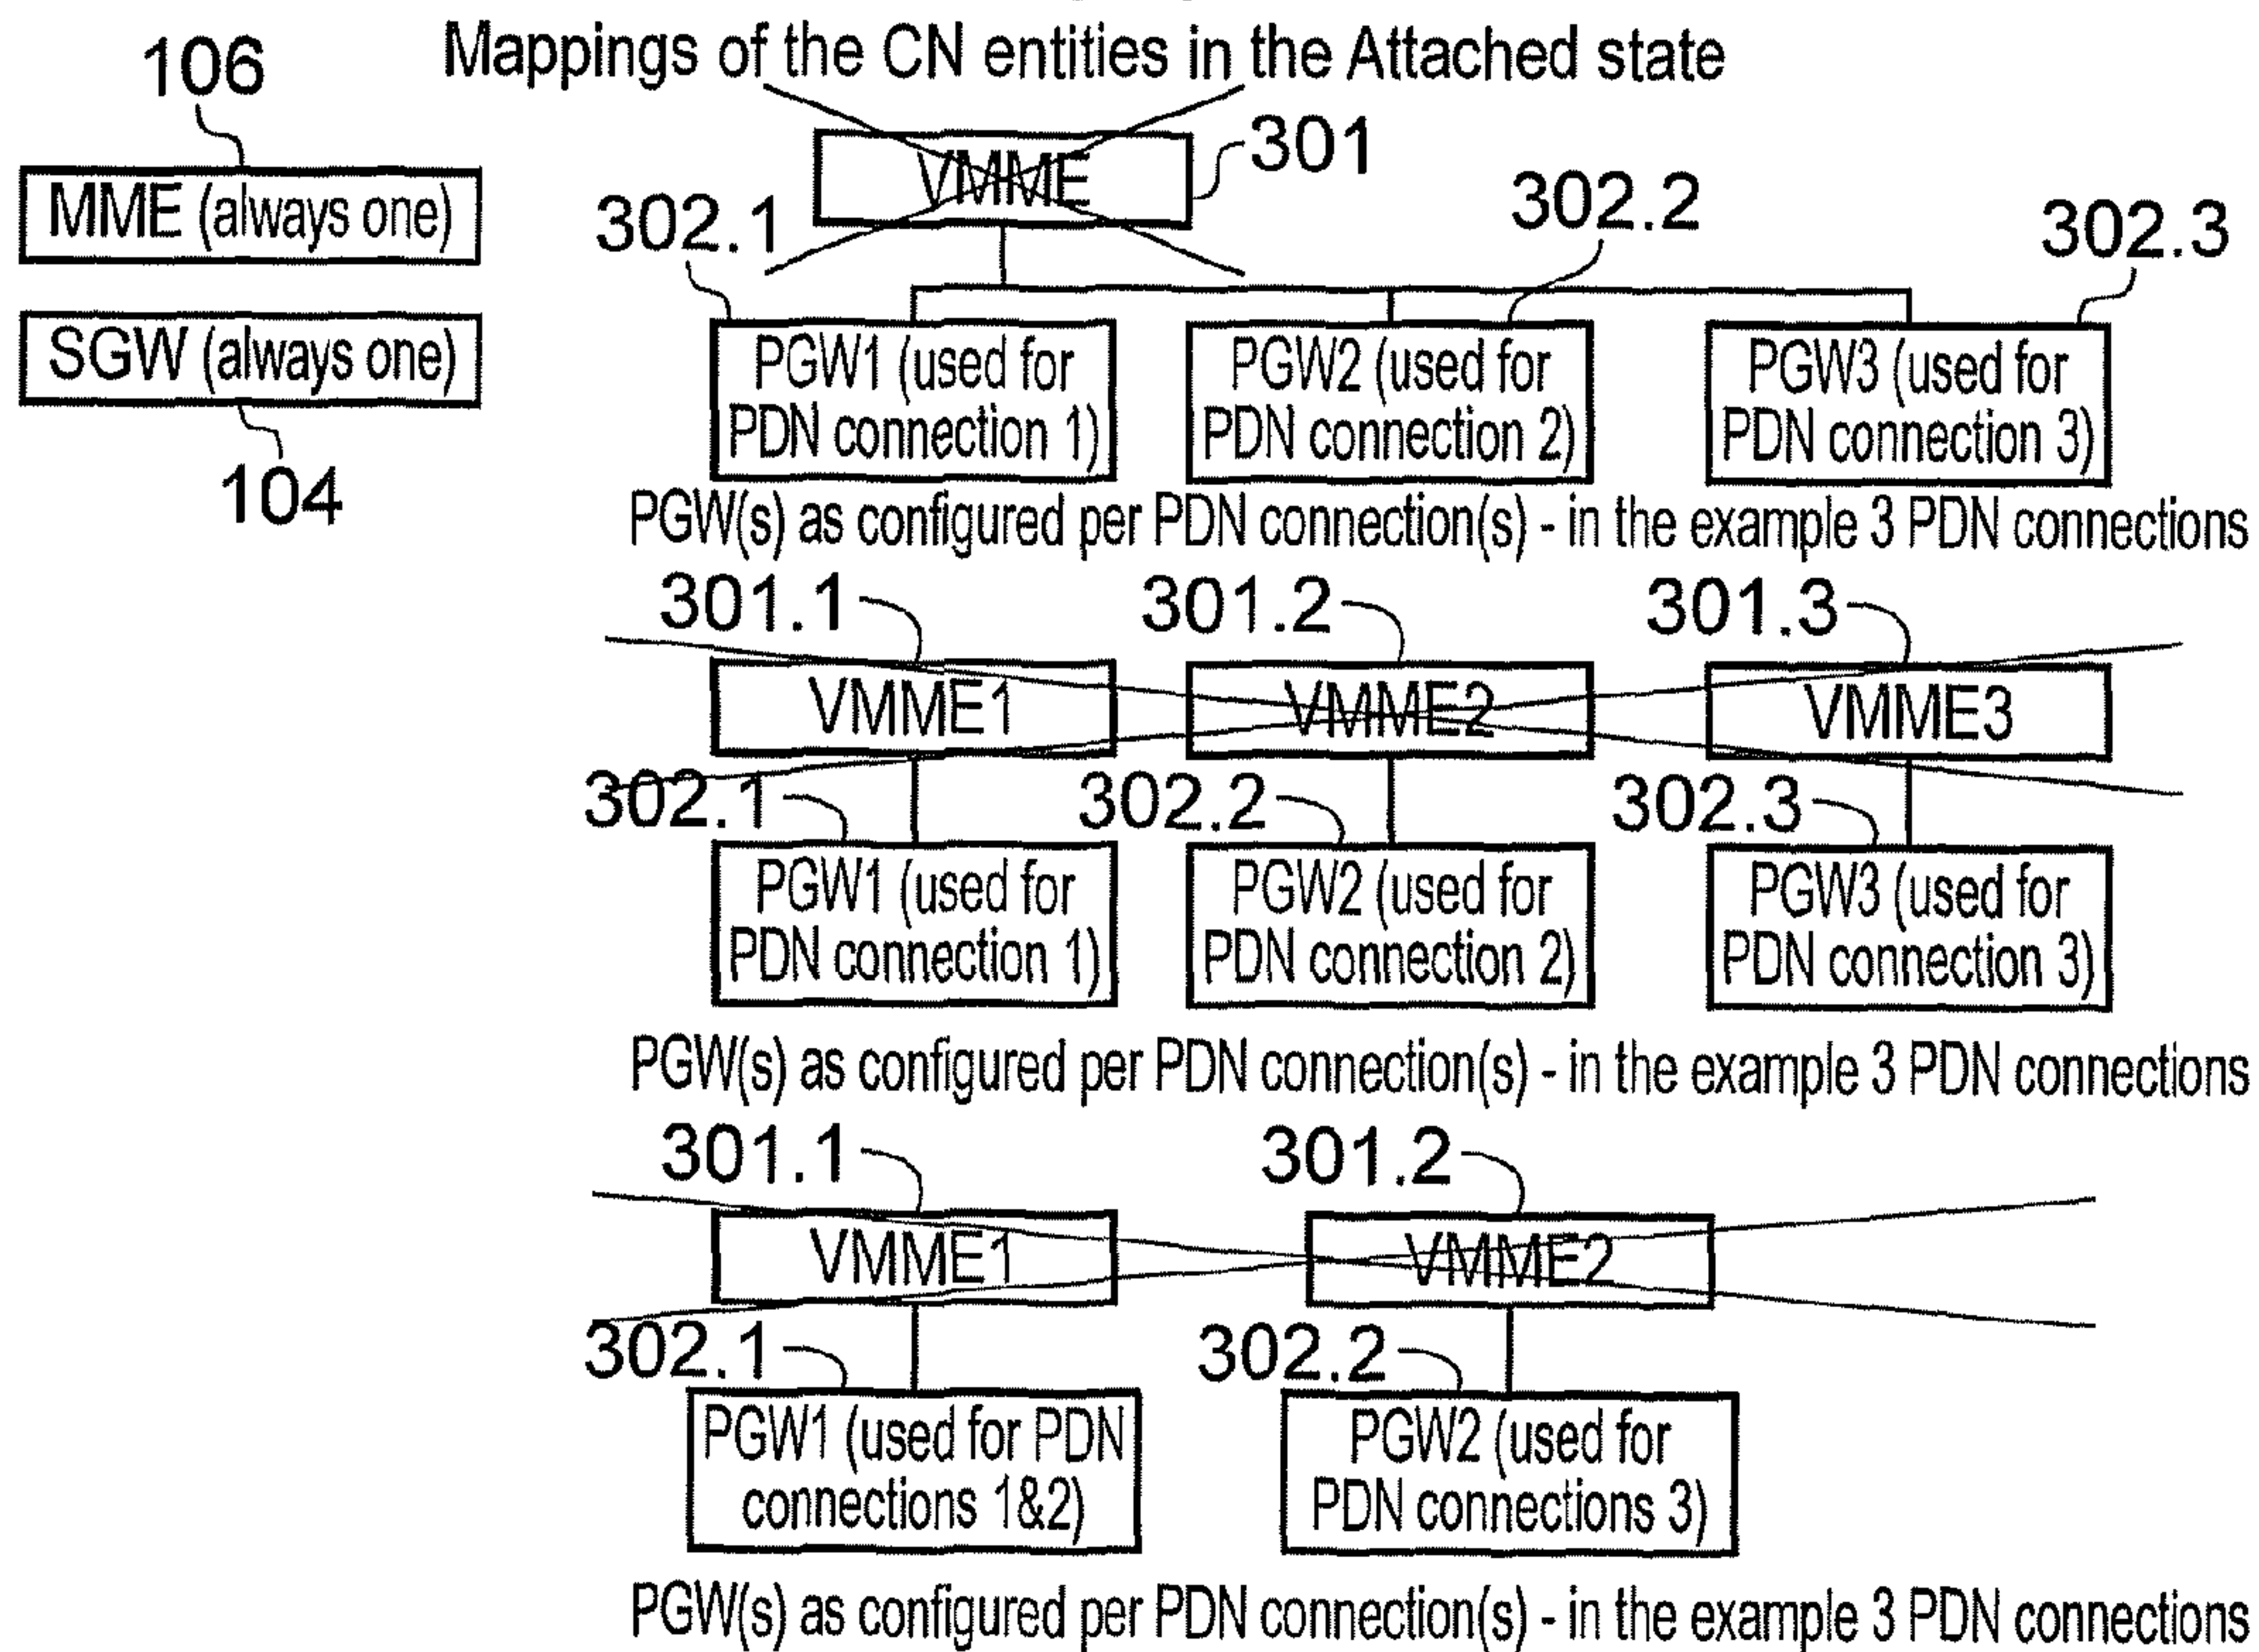 Mappings of the CN entities in the Attached state
106
MME (always one)
SGW (always one)
104
VMME
301
302.1
302.2
302.3
PGW1 (used for
PDN connection 1)
PGW2 (used for
PDN connection 2)
PGW3 (used for
PDN connection 3)
PGW(s) as configured per PDN connection(s) - in the example 3 PDN connections
301.1
301.2
301.3
VMME1
VMME2
VMME3
302.1
302.2
302.3
PGW1 (used for
PDN connection 1)
PGW2 (used for
PDN connection 2)
PGW3 (used for
PDN connection 3)
PGW(s) as configured per PDN connection(s) - in the example 3 PDN connections
301.1
301.2
VMME1
VMME2
302.1
302.2
PGW1 (used for PDN
connections 1&2)
PGW2 (used for
PDN connections 3)
PGW(s) as configured per PDN connection(s) - in the example 3 PDN connections